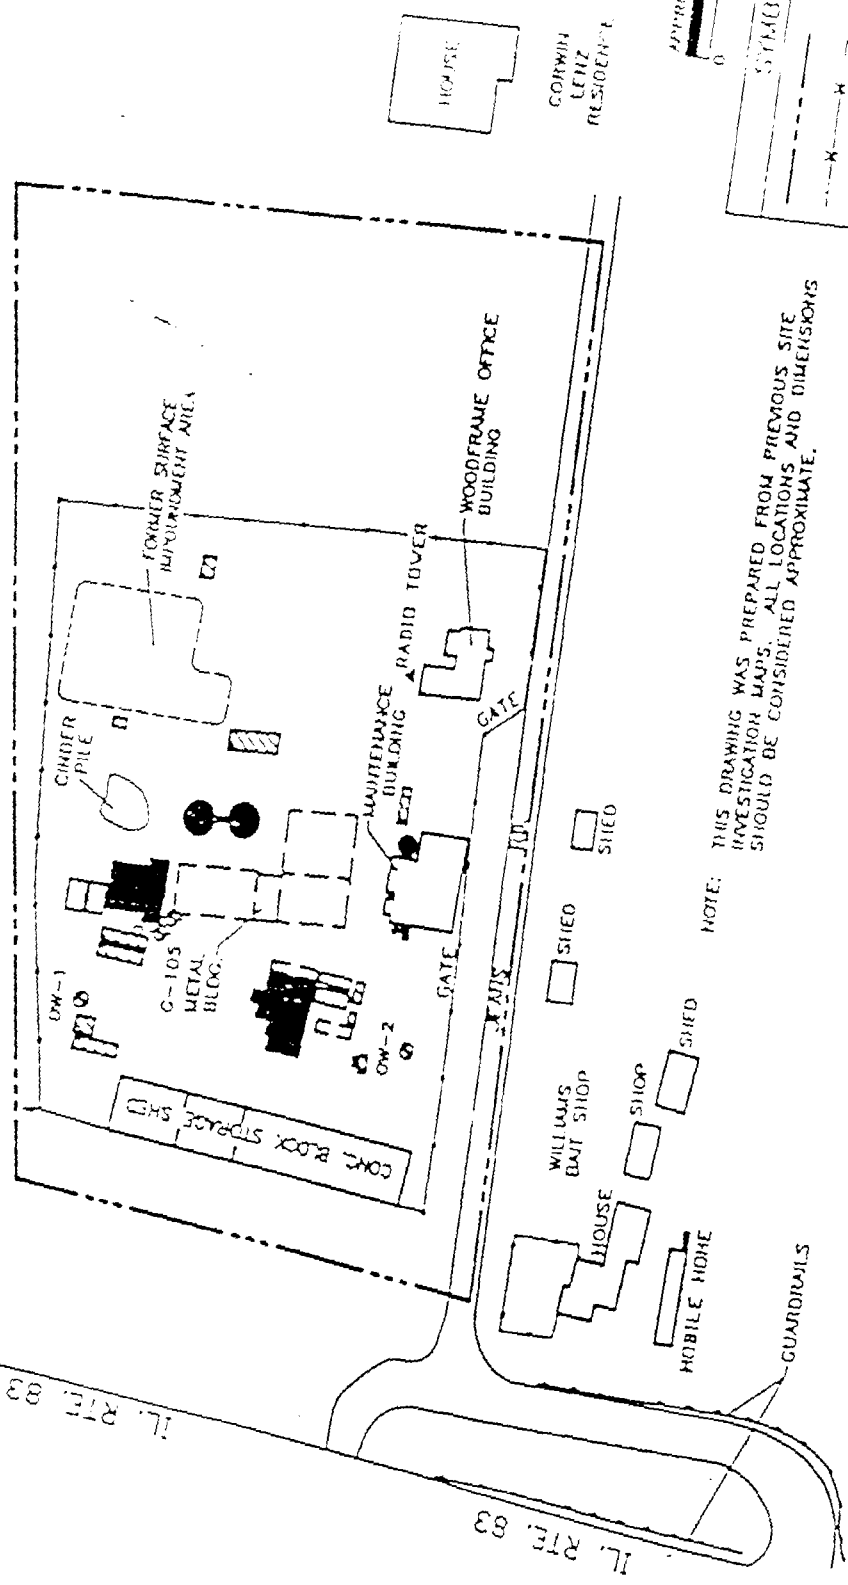 HOUSE
CORWIN
LENZ
RESIDENCE
0
FORMER SURFACE
IMPOUNDMENT AREA
WOODFRAME OFFICE
BUILDING
RADIO TOWER
CINDER
PILE
MAINTENANCE
BUILDING
GATE
G-105
METAL
BLDG.
OW-1
OW-2
GATE
CONC. BLOCK STORAGE SHED
SHED
SHED
SHED
SHOP
WILLIAMS
BAIT SHOP
HOUSE
MOBILE HOME
GUARDRAILS
IL. RTE. 83
IL. RTE. 83
NOTE: THIS DRAWING WAS PREPARED FROM PREVIOUS SITE
INVESTIGATION MAPS. ALL LOCATIONS AND DIMENSIONS
SHOULD BE CONSIDERED APPROXIMATE.